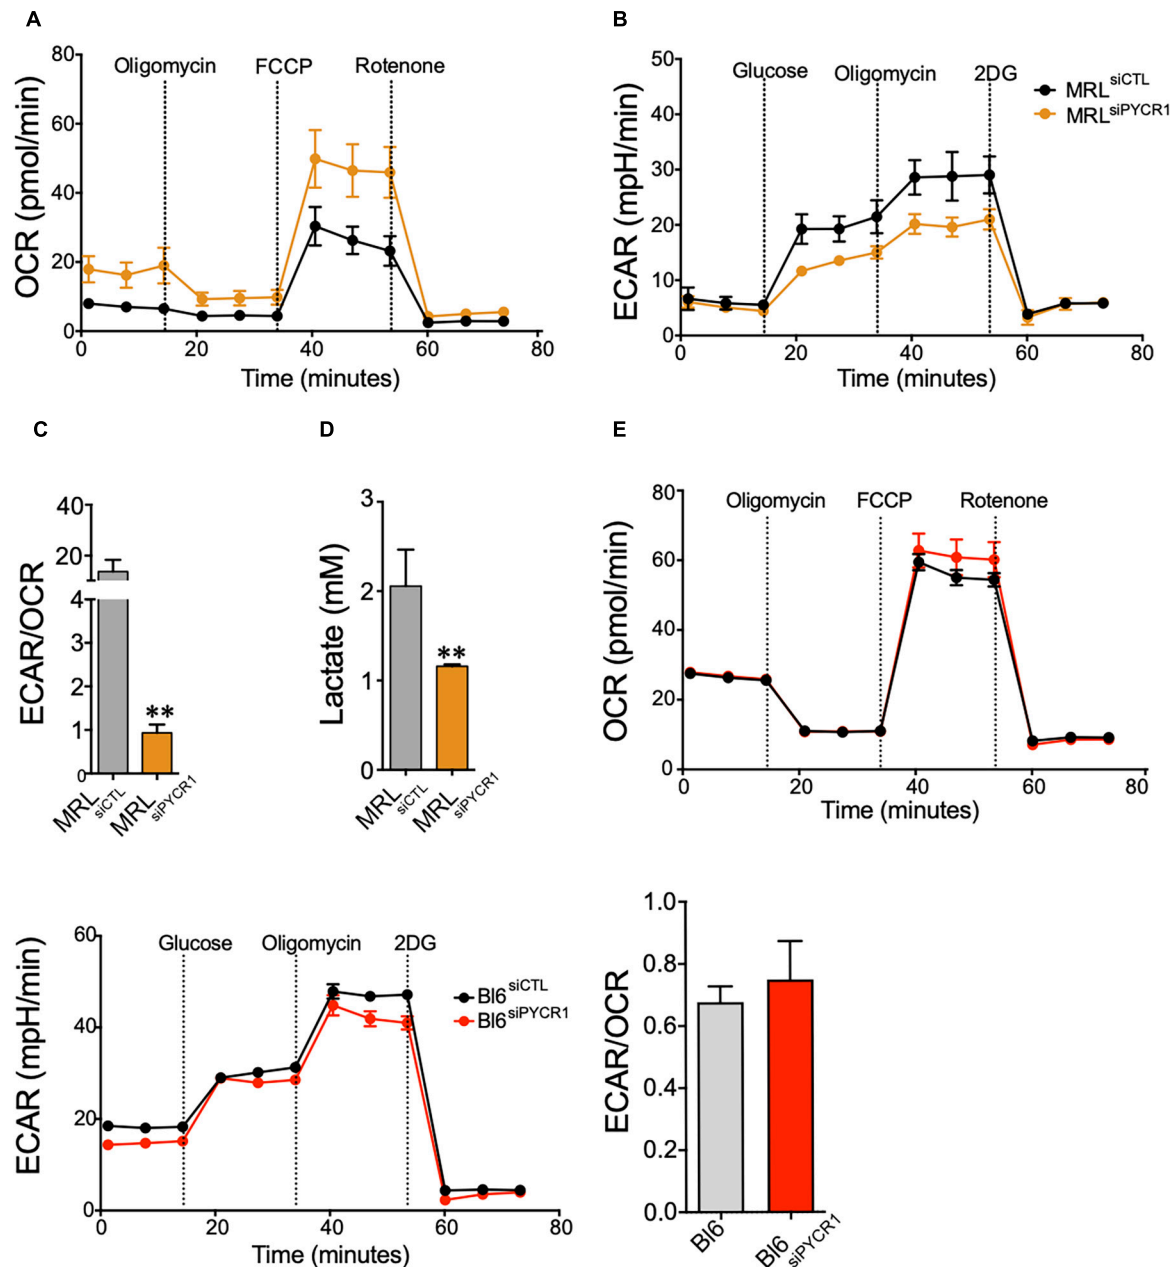 A
80
60
40
20
0
OCR (pmol/min)
Oligomycin
FCCP
Rotenone
0 20 40 60 80
Time (minutes)
B
50
40
30
20
10
0
ECAR (mpH/min)
Glucose
Oligomycin
2DG
MRL siCTL
MRL siPYCR1
0 20 40 60 80
Time (minutes)
C
40
20
4
3
2
1
0
ECAR/OCR
**
MRL siCTL
MRL siPYCR1
D
3
2
1
0
Lactate (mM)
**
MRL siCTL
MRL siPYCR1
E
80
60
40
20
0
OCR (pmol/min)
Oligomycin
FCCP
Rotenone
0 20 40 60 80
Time (minutes)
60
40
20
0
ECAR (mpH/min)
Glucose
Oligomycin
2DG
Bl6 siCTL
Bl6 siPYCR1
0 20 40 60 80
Time (minutes)
1.0
0.8
0.6
0.4
0.2
0.0
ECAR/OCR
Bl6
Bl6 siPYCR1